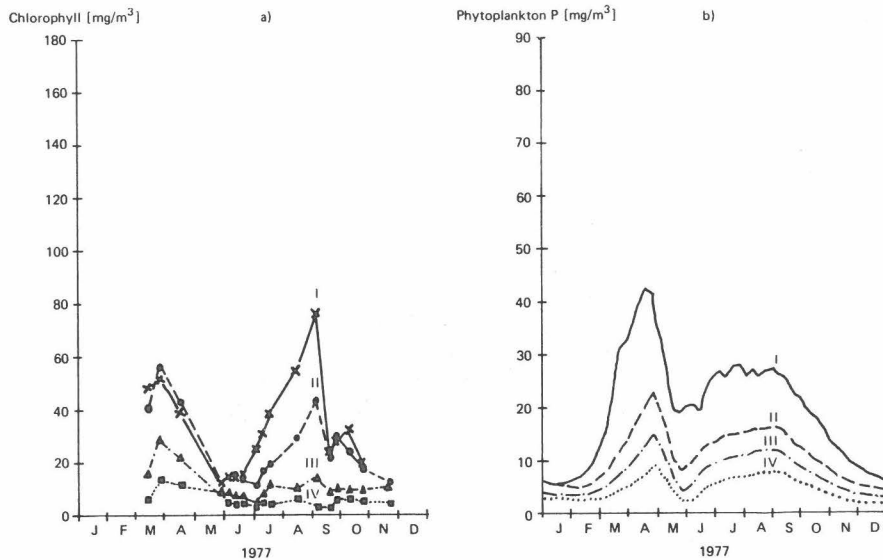 Chlorophyll [mg/m³]
a)
180
160
140
120
100
80
60
40
20
0
I
II
III
IV
J F M A M J J A S O N D
1977
Phytoplankton P [mg/m³]
b)
90
80
70
60
50
40
30
20
10
0
I
II
III
IV
J F M A M J J A S O N D
1977